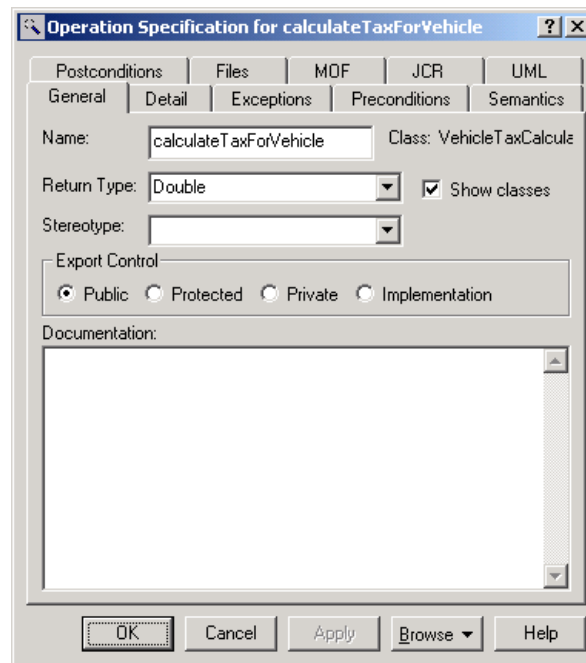 Operation Specification for calculateTaxForVehicle
Postconditions Files MOF JCR UML
General Detail Exceptions Preconditions Semantics
Name: calculateTaxForVehicle Class: VehicleTaxCalcula
Return Type: Double Show classes
Stereotype:
Export Control
Public Protected Private Implementation
Documentation:
OK Cancel Apply Browse Help